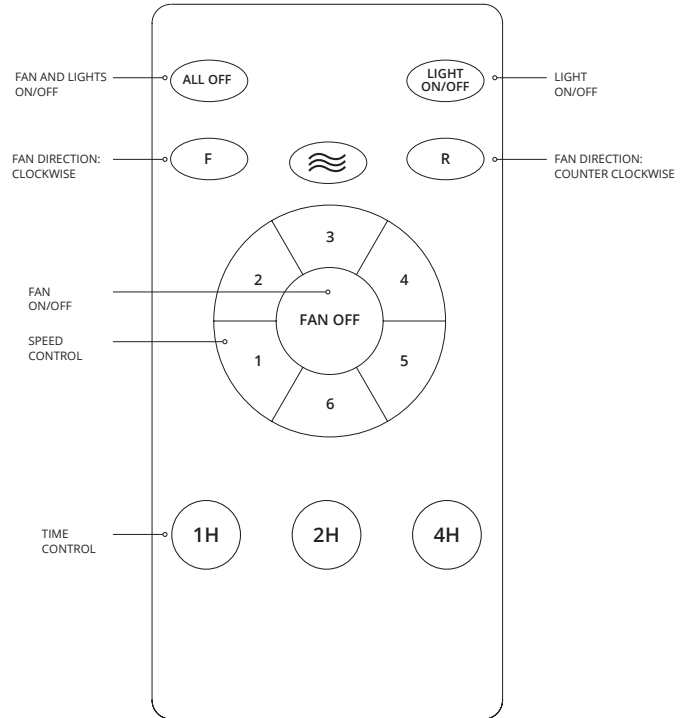 FAN AND LIGHTS
ON/OFF
ALL OFF
LIGHT
ON/OFF
LIGHT
ON/OFF
FAN DIRECTION:
CLOCKWISE
F
R
FAN DIRECTION:
COUNTER CLOCKWISE
3
2
4
FAN
ON/OFF
FAN OFF
SPEED
CONTROL
1
5
6
TIME
CONTROL
1H
2H
4H